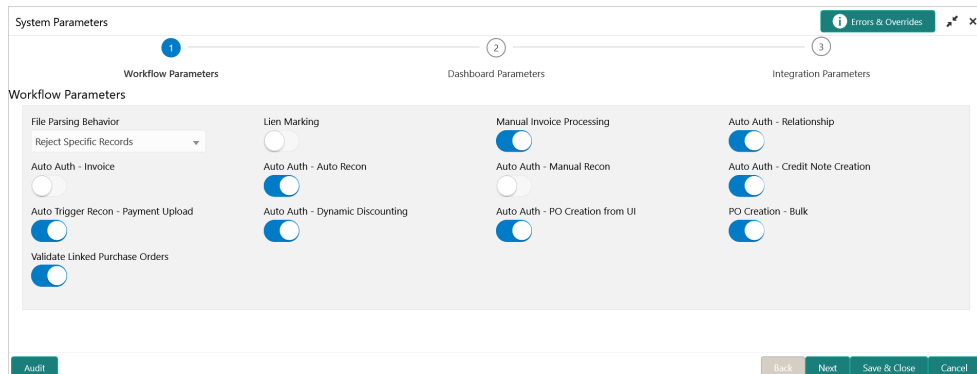 System Parameters
Errors & Overrides
1
2
3
Workflow Parameters
Dashboard Parameters
Integration Parameters
Workflow Parameters
File Parsing Behavior
Lien Marking
Manual Invoice Processing
Auto Auth - Relationship
Reject Specific Records
Auto Auth - Invoice
Auto Auth - Auto Recon
Auto Auth - Manual Recon
Auto Auth - Credit Note Creation
Auto Trigger Recon - Payment Upload
Auto Auth - Dynamic Discounting
Auto Auth - PO Creation from UI
PO Creation - Bulk
Validate Linked Purchase Orders
Audit
Back
Next
Save & Close
Cancel